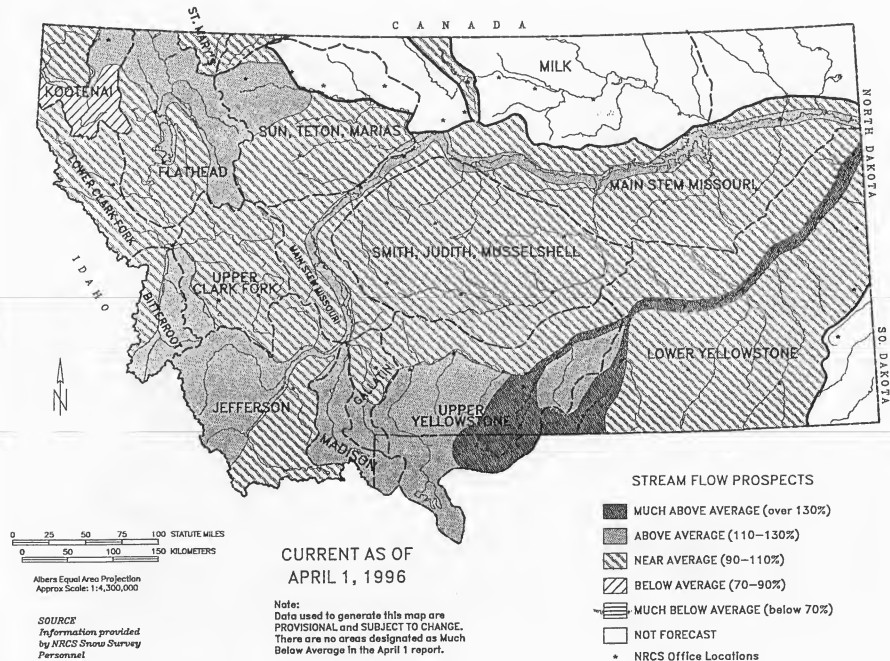 CANADA
ST. MARY'S
MILK
KOOTENAI
SUN, TETON, MARIAS
NORTH DAKOTA
FLATHEAD
LOWER CLARK FORK
MAIN STEM MISSOURI
SMITH, JUDITH, MUSSELSHELL
MAIN STEM MISSOURI
IDAHO
UPPER
CLARK FORK
BITTERROOT
LOWER YELLOWSTONE
SO. DAKOTA
GALLATIN
N
JEFFERSON
UPPER
YELLOWSTONE
MADISON
STREAM FLOW PROSPECTS
MUCH ABOVE AVERAGE (over 130%)
ABOVE AVERAGE (110-130%)
NEAR AVERAGE (90-110%)
BELOW AVERAGE (70-90%)
MUCH BELOW AVERAGE (below 70%)
NOT FORECAST
* NRCS Office Locations
0 25 50 75 100 STATUTE MILES
0 50 100 150 KILOMETERS
Albers Equal Area Projection
Approx Scale: 1:4,300,000
SOURCE
Information provided
by NRCS Snow Survey
Personnel
CURRENT AS OF
APRIL 1, 1996
Note:
Data used to generate this map are
PROVISIONAL and SUBJECT TO CHANGE.
There are no areas designated as Much
Below Average in the April 1 report.